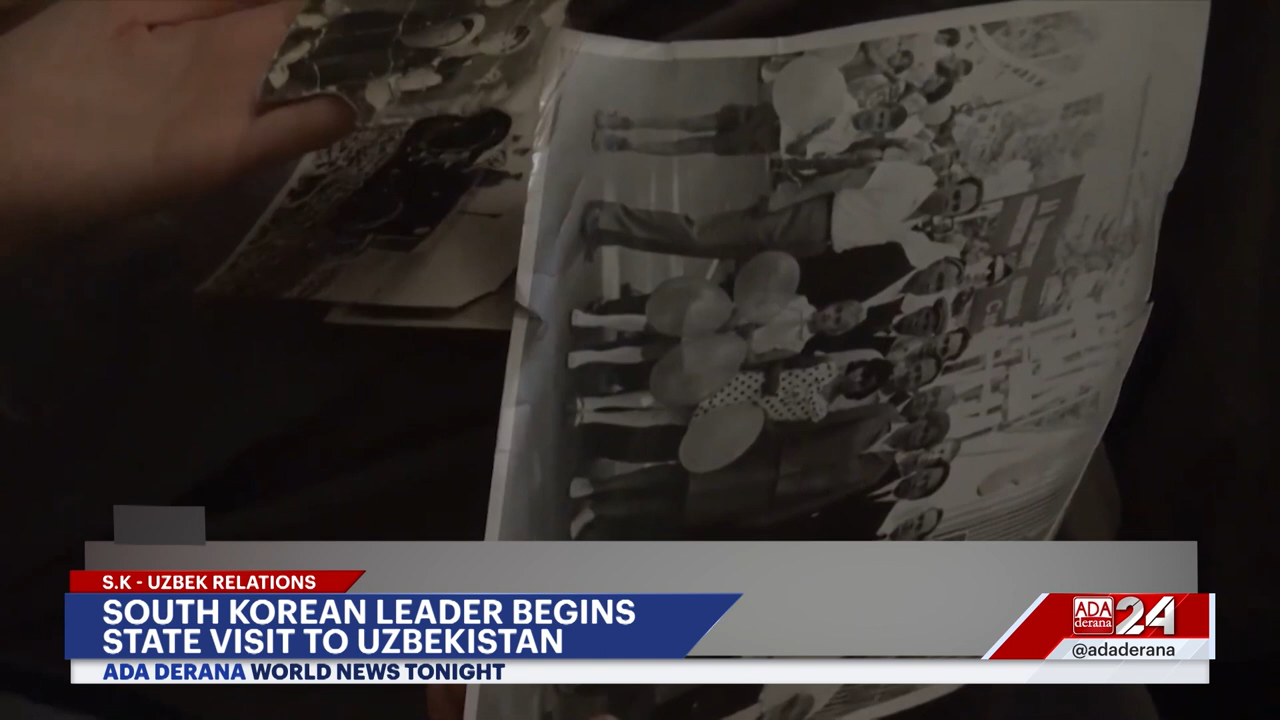 S.K - UZBEK RELATIONS
SOUTH KOREAN LEADER BEGINS
STATE VISIT TO UZBEKISTAN
ADA DERANA WORLD NEWS TONIGHT
ADA
derana
24
@adaderana